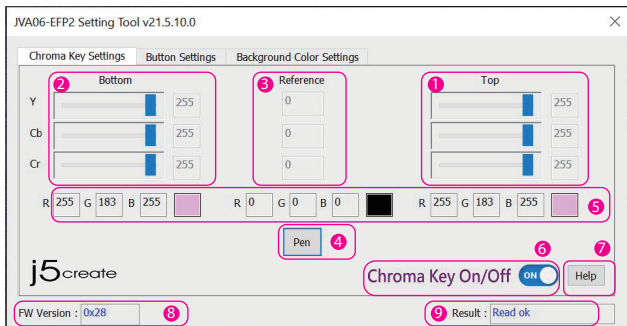 JVA06-EFP2 Setting Tool v21.5.10.0
Chroma Key Settings Button Settings Background Color Settings
2 Bottom 3 Reference 1 Top
Y 255 0 255
Cb 255 0 255
Cr 255 0 255
R 255 G 183 B 255 R 0 G 0 B 0 R 255 G 183 B 255 5
Pen 4
6 7
j5create Chroma Key On/Off ON Help
FW Version : 0x28 8 9 Result : Read ok